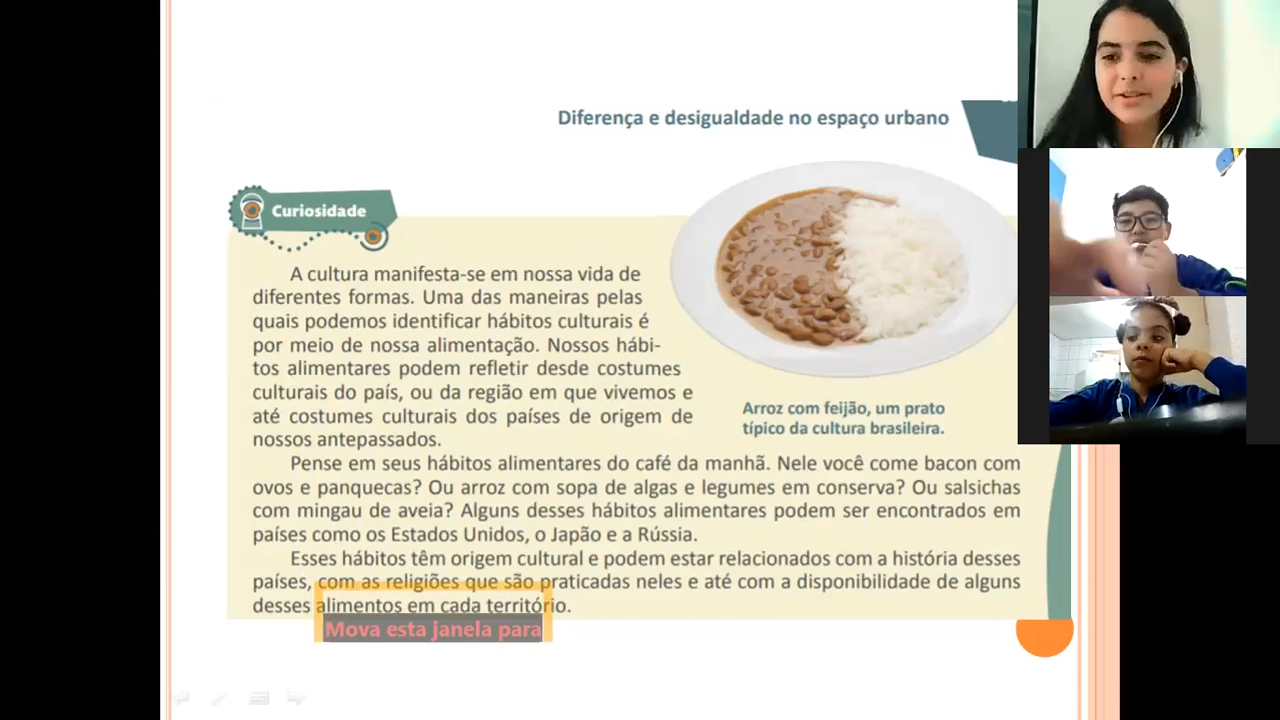 Diferença e desigualdade no espaço urbano
Curiosidade
A cultura manifesta-se em nossa vida de
diferentes formas. Uma das maneiras pelas
quais podemos identificar hábitos culturais é
por meio de nossa alimentação. Nossos hábi-
tos alimentares podem refletir desde costumes
culturais do país, ou da região em que vivemos e
até costumes culturais dos países de origem de
nossos antepassados.
Arroz com feijão, um prato
típico da cultura brasileira.
Pense em seus hábitos alimentares do café da manhã. Nele você come bacon com
ovos e panquecas? Ou arroz com sopa de algas e legumes em conserva? Ou salsichas
com mingau de aveia? Alguns desses hábitos alimentares podem ser encontrados em
países como os Estados Unidos, o Japão e a Rússia.
Esses hábitos têm origem cultural e podem estar relacionados com a história desses
países, com as religiões que são praticadas neles e até com a disponibilidade de alguns
desses alimentos em cada território.
Mova esta janela para